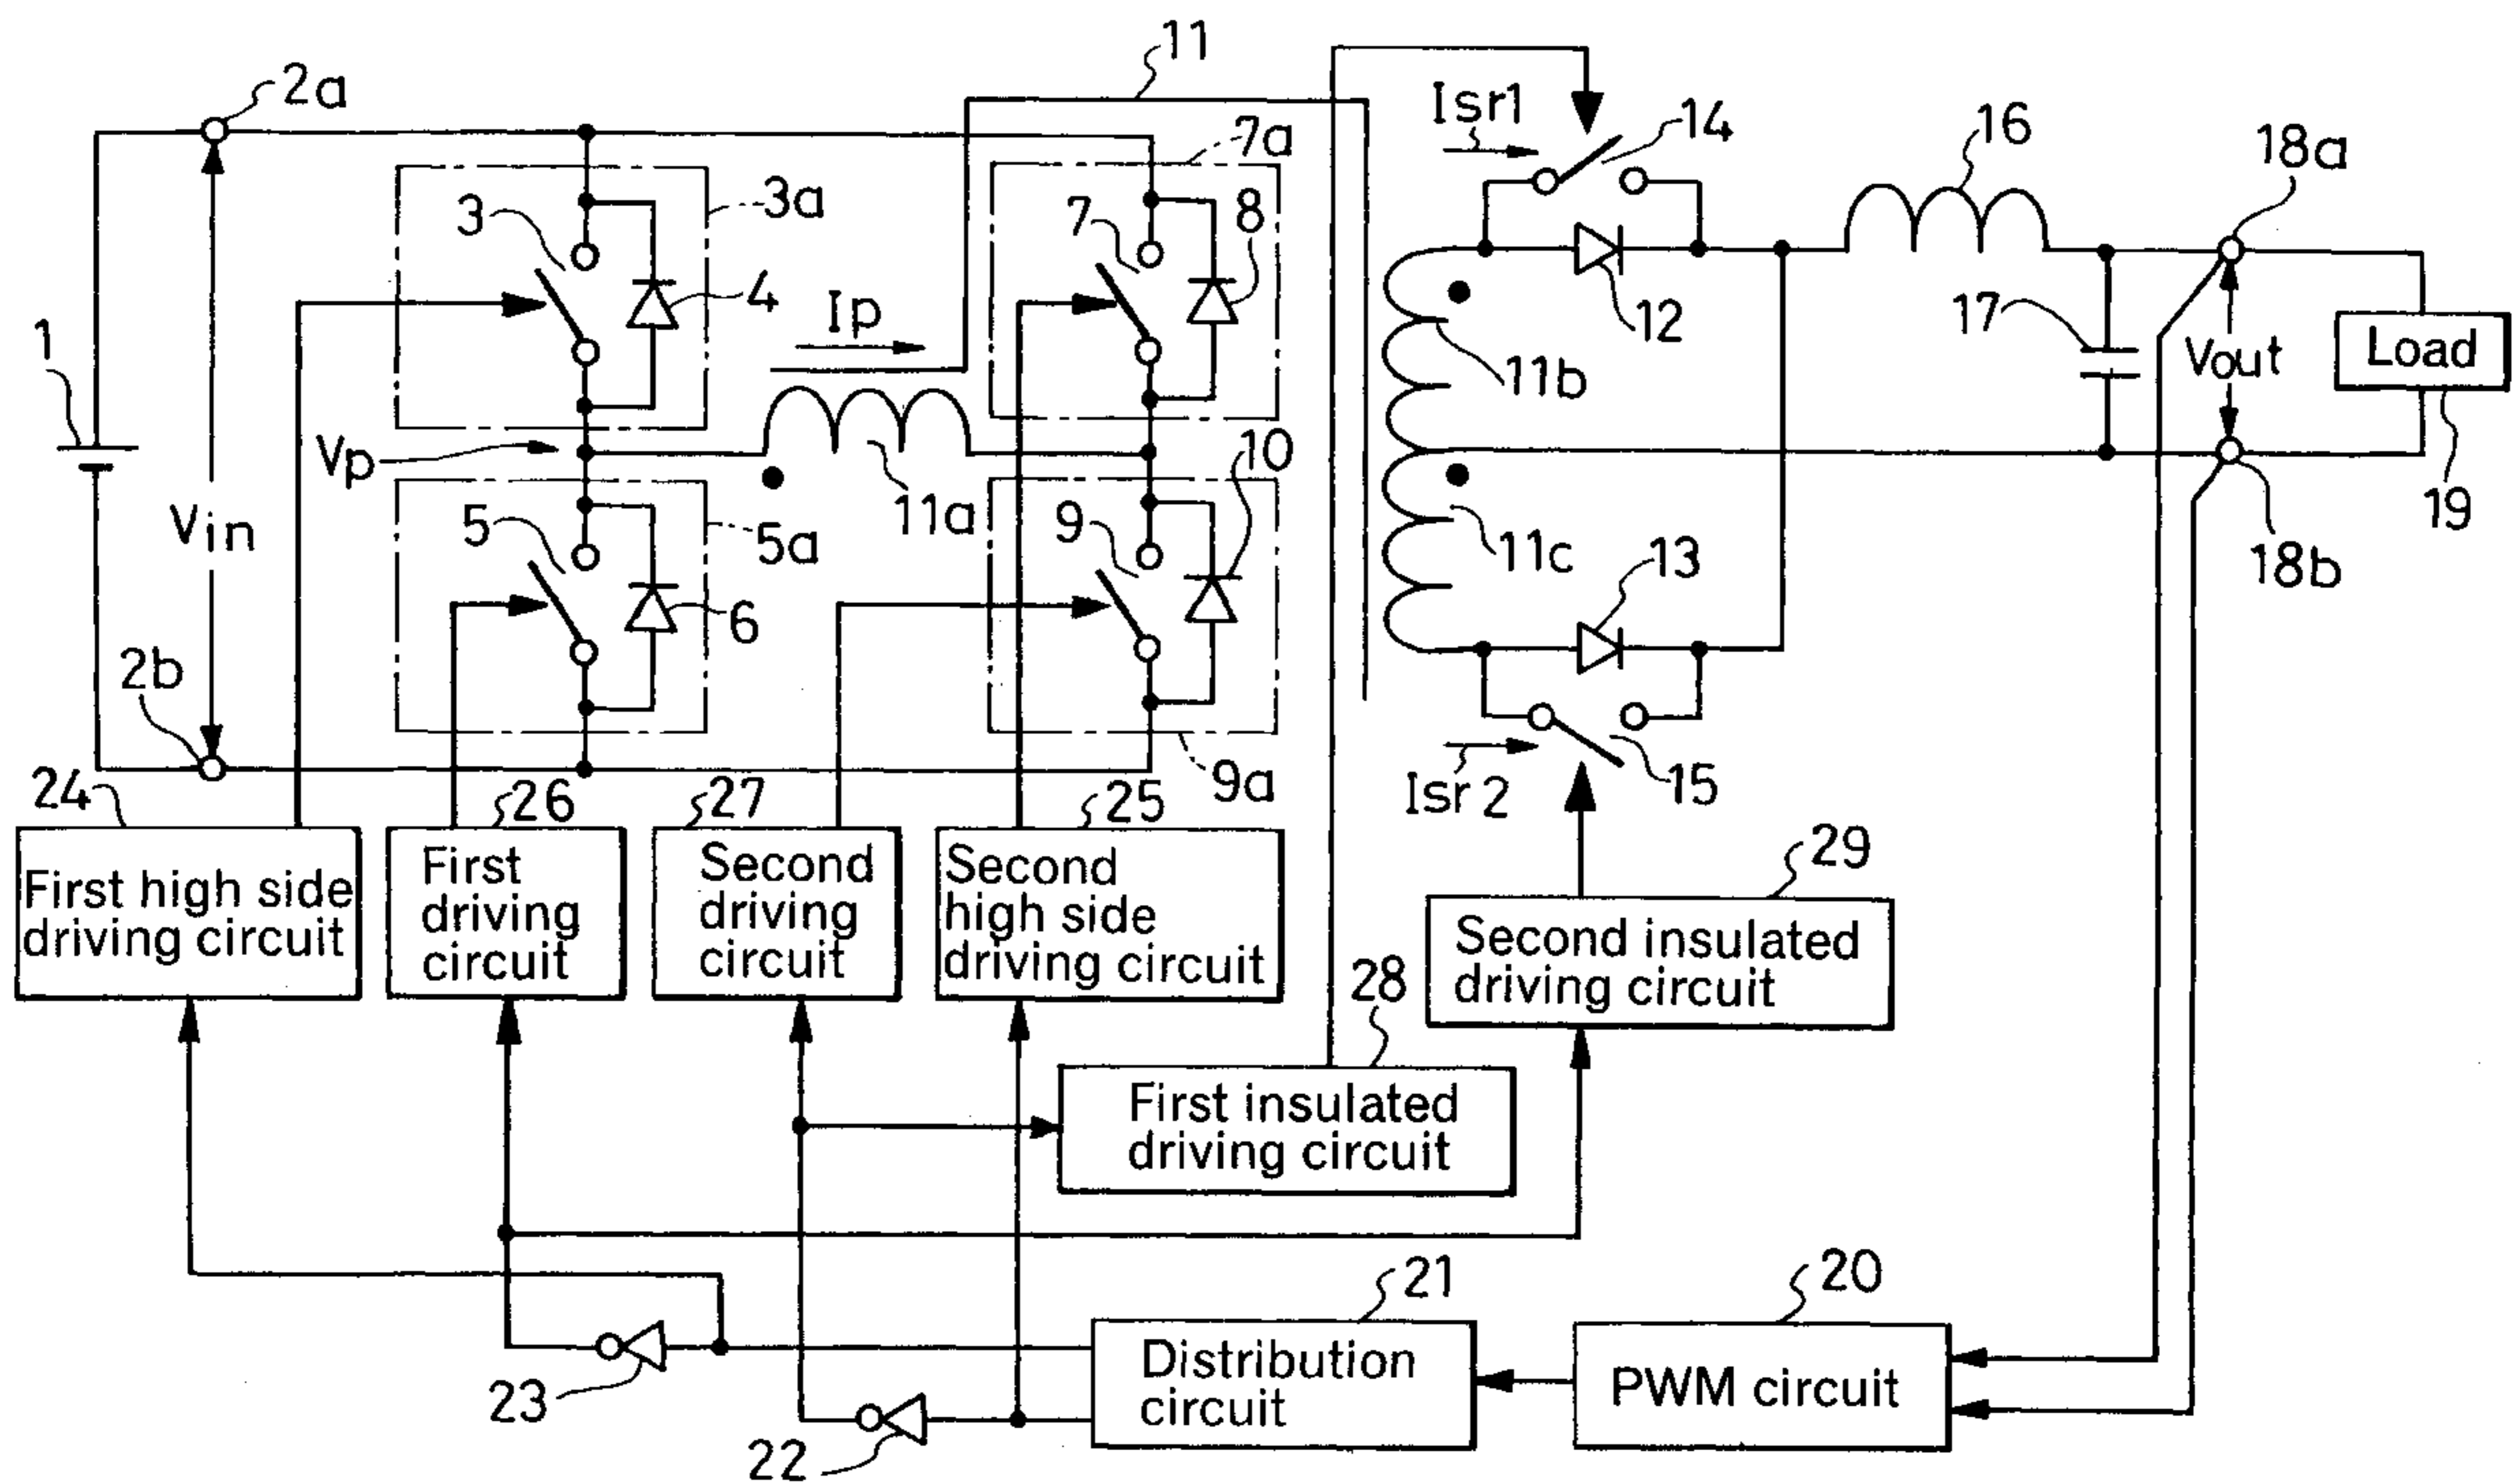 11
2a
Isr1
14
16
18a
7a
3
3a
7
8
4
Ip
12
17
Vout
Load
1
11b
Vp
10
11a
19
Vin
5
5a
9
11c
13
18b
6
2b
15
Isr 2
9a
24
26
27
25
29
First high side
driving circuit
First
driving
circuit
Second
driving
circuit
Second
high side
driving circuit
Second insulated
driving circuit
28
First insulated
driving circuit
21
20
Distribution
circuit
PWM circuit
23
22